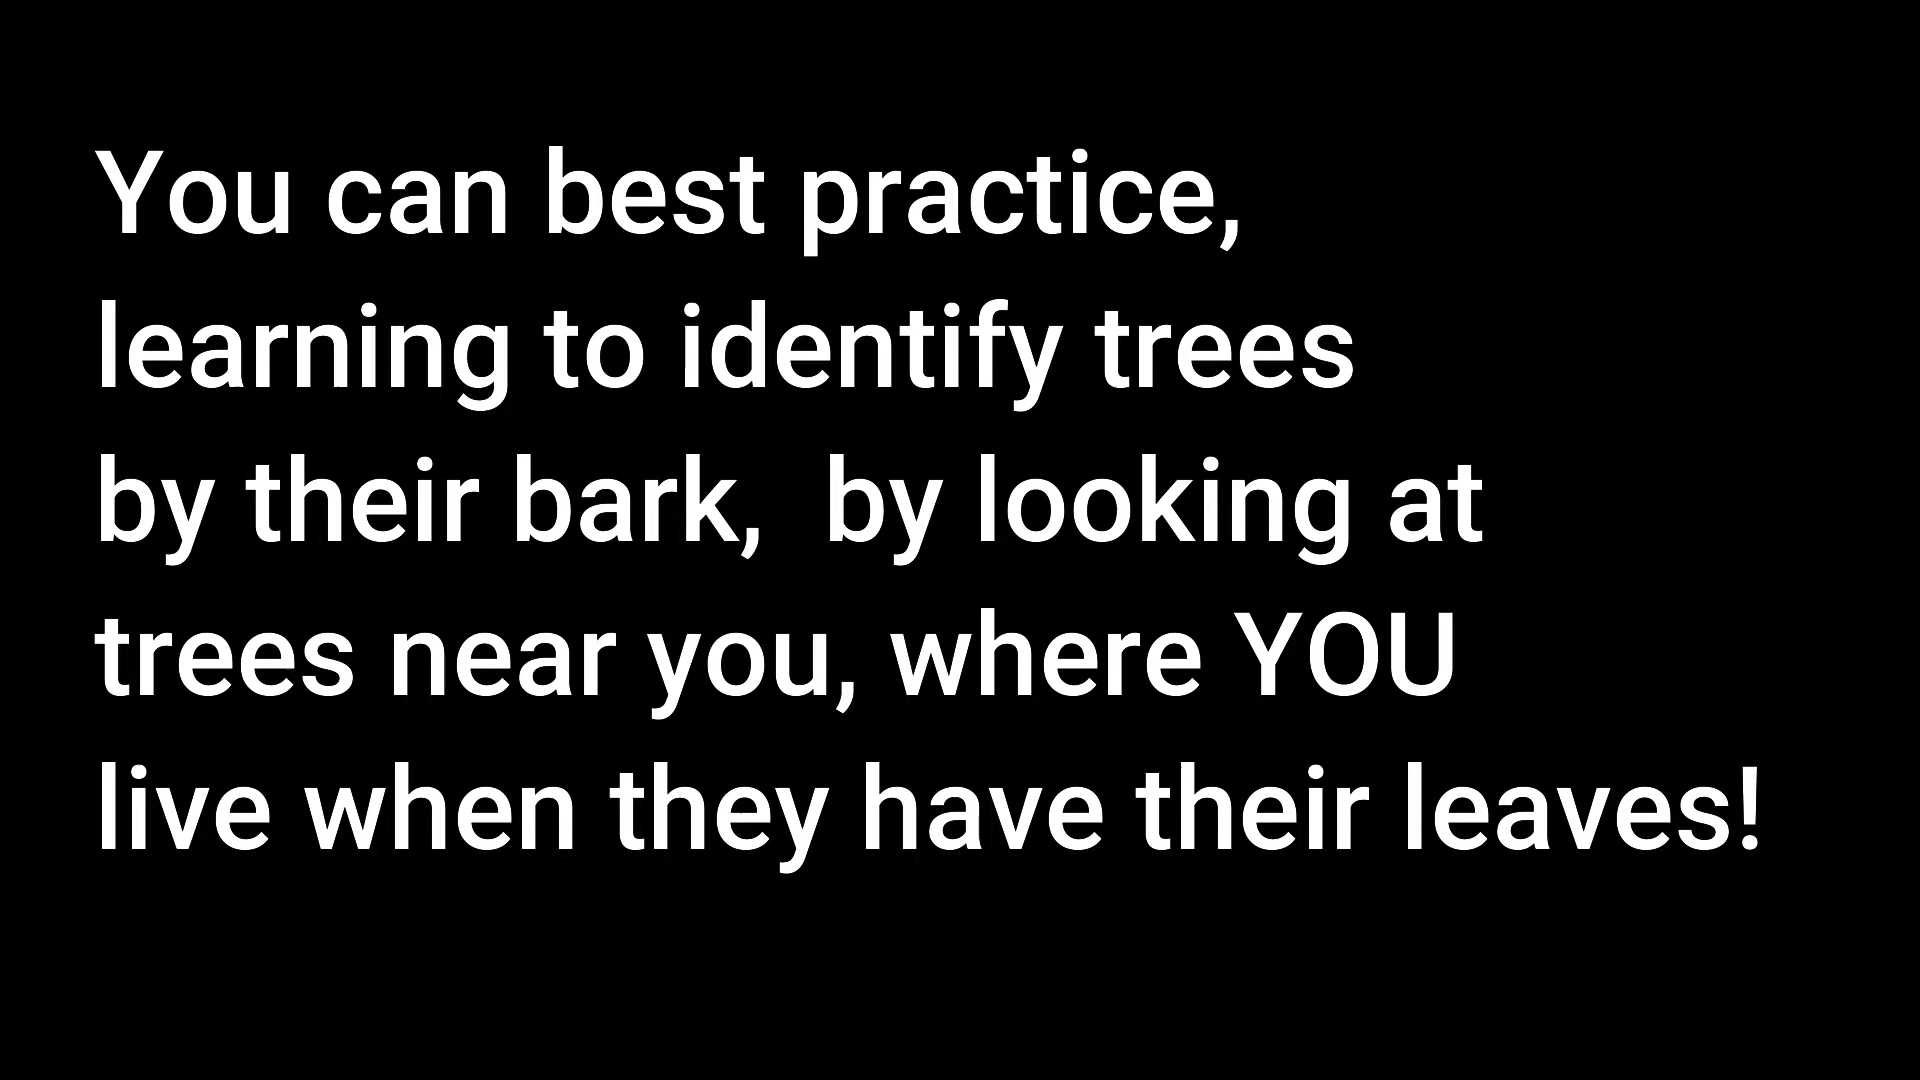 You can best practice,
learning to identify trees
by their bark,  by looking at
trees near you, where YOU
live when they have their leaves!